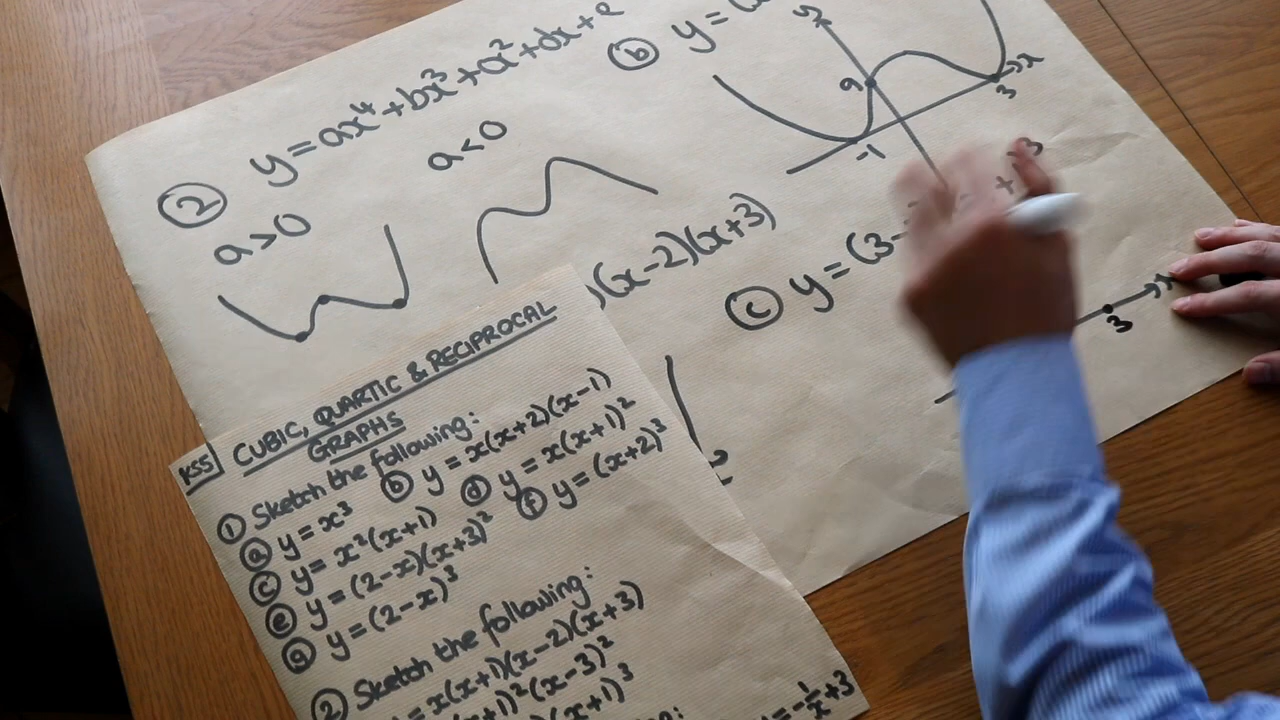 ② y=ax⁴+bx³+cx²+dx+e
a>0
a<0
ⓑ y=
y
9
-1
3
x
(x-2)(x+3)
ⓒ y=(3-
+
3
x
KS5 CUBIC, QUARTIC & RECIPROCAL
GRAPHS
① Sketch the following:
ⓐ y=x³ ⓑ y=x(x+2)(x-1)
ⓒ y=x²(x+1) ⓓ y=x(x+1)²
ⓔ y=(2-x)(x+3)² ⓕ y=(x+2)³
ⓖ y=(2-x)³
② Sketch the following:
=x(x+1)(x-2)(x+3)
(x+1)²(x-3)²
(x+1)³
y=-1/x+3